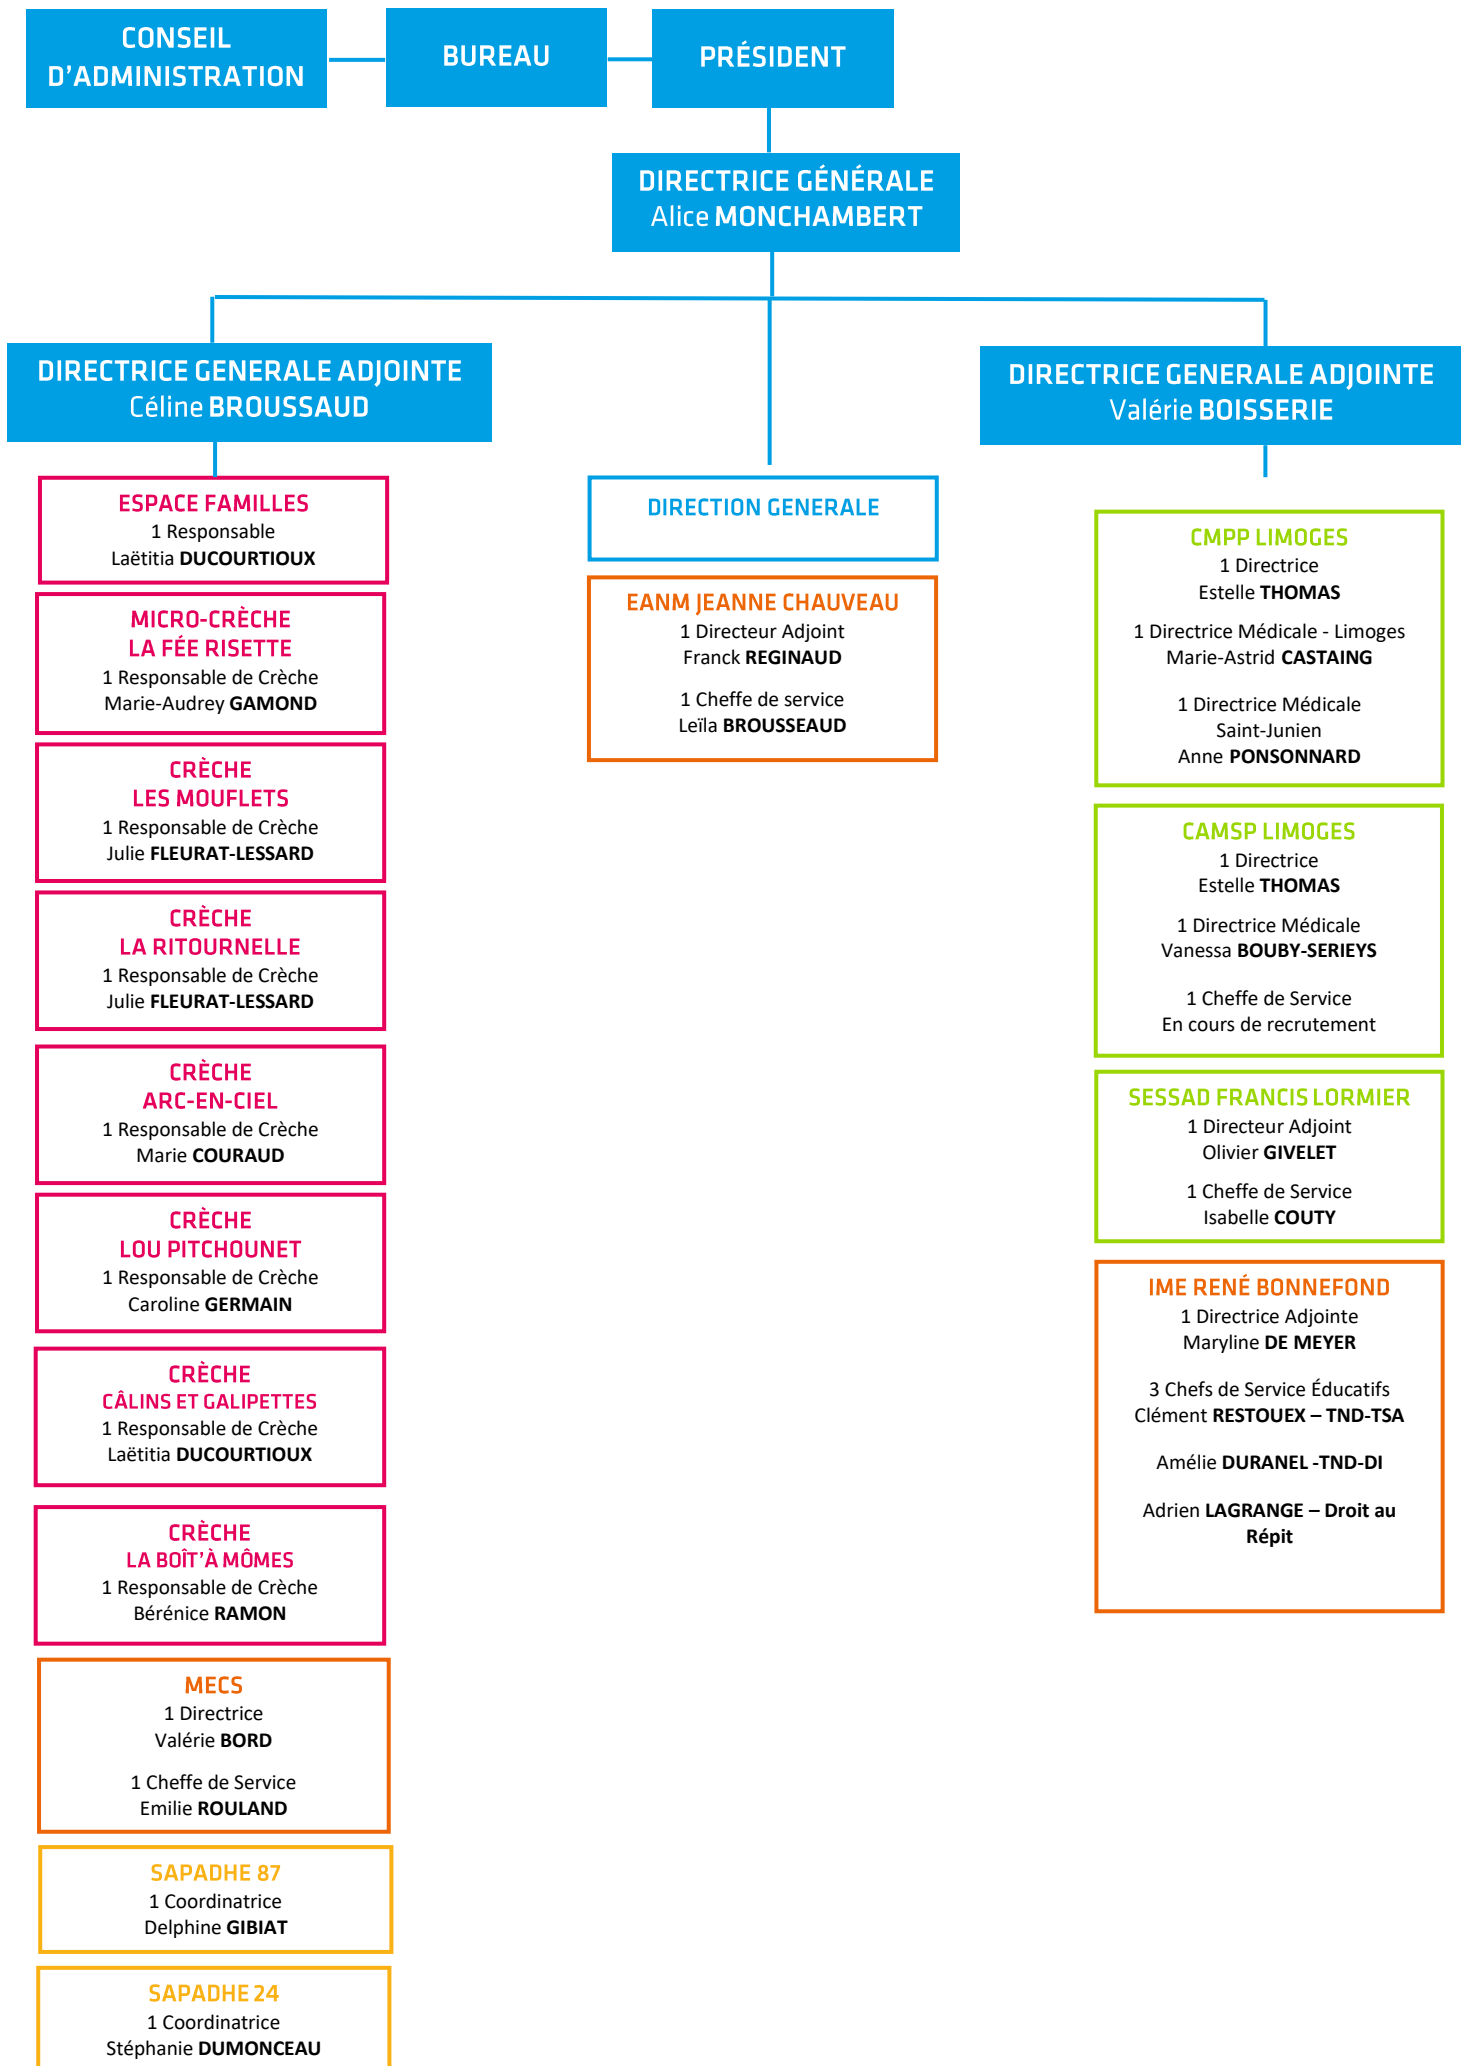 CONSEIL
D'ADMINISTRATION
BUREAU
PRÉSIDENT
DIRECTRICE GÉNÉRALE
Alice MONCHAMBERT
DIRECTRICE GENERALE ADJOINTE
Céline BROUSSAUD
DIRECTRICE GENERALE ADJOINTE
Valérie BOISSERIE
ESPACE FAMILLES
1 Responsable
Laëtitia DUCOURTIOUX
MICRO-CRÈCHE
LA FÉE RISETTE
1 Responsable de Crèche
Marie-Audrey GAMOND
CRÈCHE
LES MOUFLETS
1 Responsable de Crèche
Julie FLEURAT-LESSARD
CRÈCHE
LA RITOURNELLE
1 Responsable de Crèche
Julie FLEURAT-LESSARD
CRÈCHE
ARC-EN-CIEL
1 Responsable de Crèche
Marie COURAUD
CRÈCHE
LOU PITCHOUNET
1 Responsable de Crèche
Caroline GERMAIN
CRÈCHE
CÂLINS ET GALIPETTES
1 Responsable de Crèche
Laëtitia DUCOURTIOUX
CRÈCHE
LA BOÎT'À MÔMES
1 Responsable de Crèche
Bérénice RAMON
MECS
1 Directrice
Valérie BORD
1 Cheffe de Service
Emilie ROULAND
SAPADHE 87
1 Coordinatrice
Delphine GIBIAT
SAPADHE 24
1 Coordinatrice
Stéphanie DUMONCEAU
DIRECTION GENERALE
EANM JEANNE CHAUVEAU
1 Directeur Adjoint
Franck REGINAUD
1 Cheffe de service
Leïla BROUSSEAUD
CMPP LIMOGES
1 Directrice
Estelle THOMAS
1 Directrice Médicale - Limoges
Marie-Astrid CASTAING
1 Directrice Médicale
Saint-Junien
Anne PONSONNARD
CAMSP LIMOGES
1 Directrice
Estelle THOMAS
1 Directrice Médicale
Vanessa BOUBY-SERIEYS
1 Cheffe de Service
En cours de recrutement
SESSAD FRANCIS LORMIER
1 Directeur Adjoint
Olivier GIVELET
1 Cheffe de Service
Isabelle COUTY
IME RENÉ BONNEFOND
1 Directrice Adjointe
Maryline DE MEYER
3 Chefs de Service Éducatifs
Clément RESTOUEX – TND-TSA
Amélie DURANEL -TND-DI
Adrien LAGRANGE – Droit au
Répit